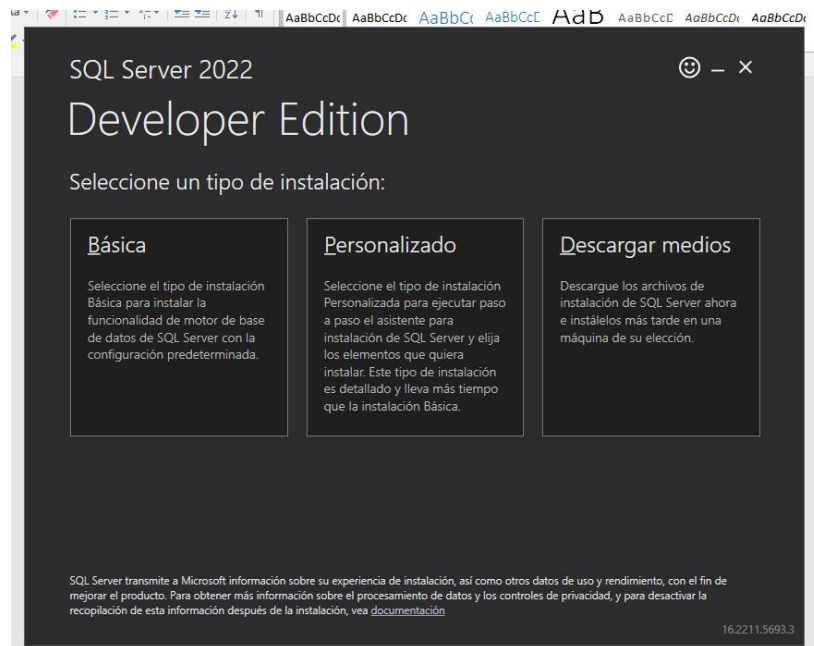 AaBbCcDc AaBbCcDc AaBbC( AaBbCcE AaB AaBbCcD AaBbCcDt AaBbCcDt
SQL Server 2022
Developer Edition
Seleccione un tipo de instalación:
Básica
Seleccione el tipo de instalación
Básica para instalar la
funcionalidad de motor de base
de datos de SQL Server con la
configuración predeterminada.
Personalizado
Seleccione el tipo de instalación
Personalizada para ejecutar paso
a paso el asistente para
instalación de SQL Server y elija
los elementos que quiera
instalar. Este tipo de instalación
es detallado y lleva más tiempo
que la instalación Básica.
Descargar medios
Descargue los archivos de
instalación de SQL Server ahora
e instálelos más tarde en una
máquina de su elección.
SQL Server transmite a Microsoft información sobre su experiencia de instalación, así como otros datos de uso y rendimiento, con el fin de
mejorar el producto. Para obtener más información sobre el procesamiento de datos y los controles de privacidad, y para desactivar la
recopilación de esta información después de la instalación, vea documentación
16.2211.5693.3